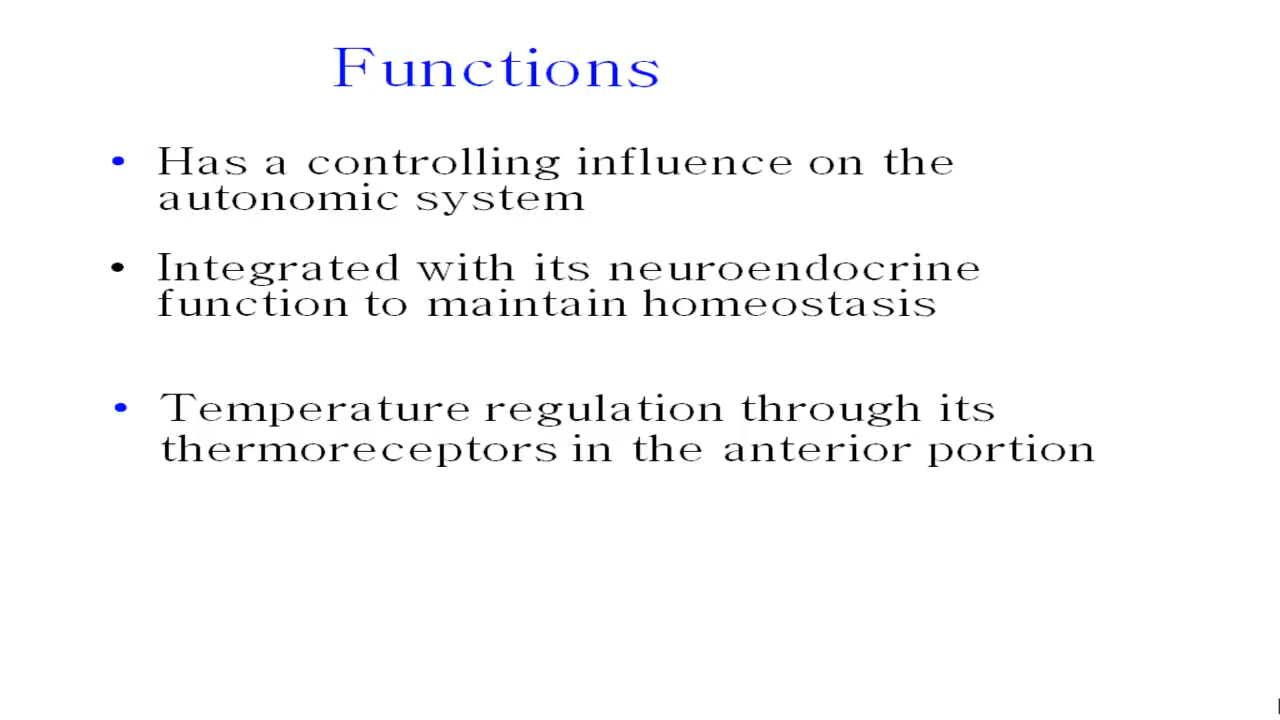 Functions
• Has a controlling influence on the
autonomic system
• Integrated with its neuroendocrine
function to maintain homeostasis
• Temperature regulation through its
thermoreceptors in the anterior portion